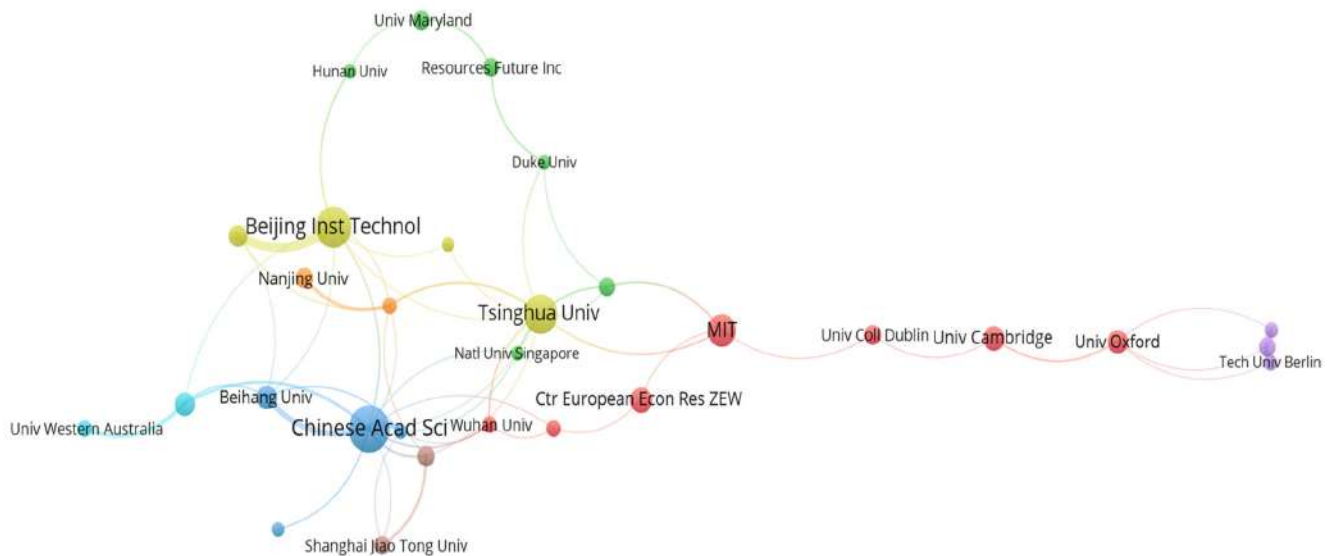 Univ Maryland
Hunan Univ
Resources Future Inc
Duke Univ
Beijing Inst Technol
Nanjing Univ
Tsinghua Univ
MIT
Univ Coll Dublin
Univ Cambridge
Univ Oxford
Natl Univ Singapore
Tech Univ Berlin
Beihang Univ
Ctr European Econ Res ZEW
Univ Western Australia
Chinese Acad Sci
Wuhan Univ
Shanghai Jiao Tong Univ